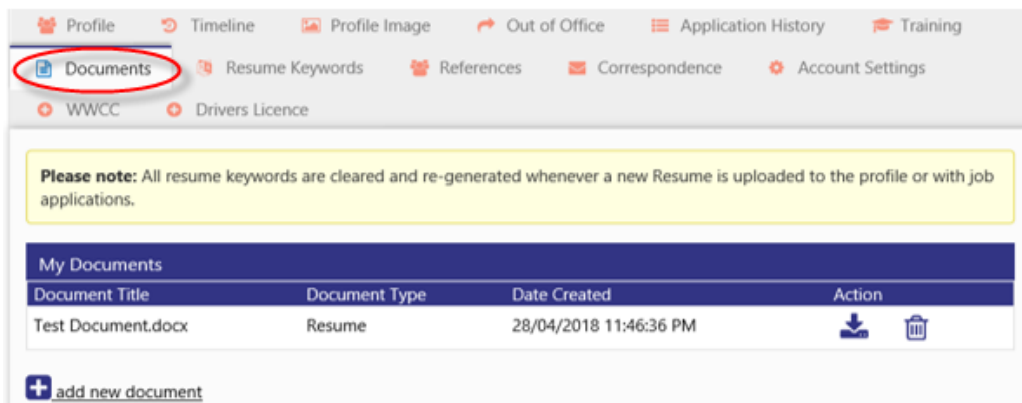 Profile Timeline Profile Image Out of Office Application History Training
Documents Resume Keywords References Correspondence Account Settings
WWCC Drivers Licence
Please note: All resume keywords are cleared and re-generated whenever a new Resume is uploaded to the profile or with job
applications.
My Documents
Document Title Document Type Date Created Action
Test Document.docx Resume 28/04/2018 11:46:36 PM
add new document